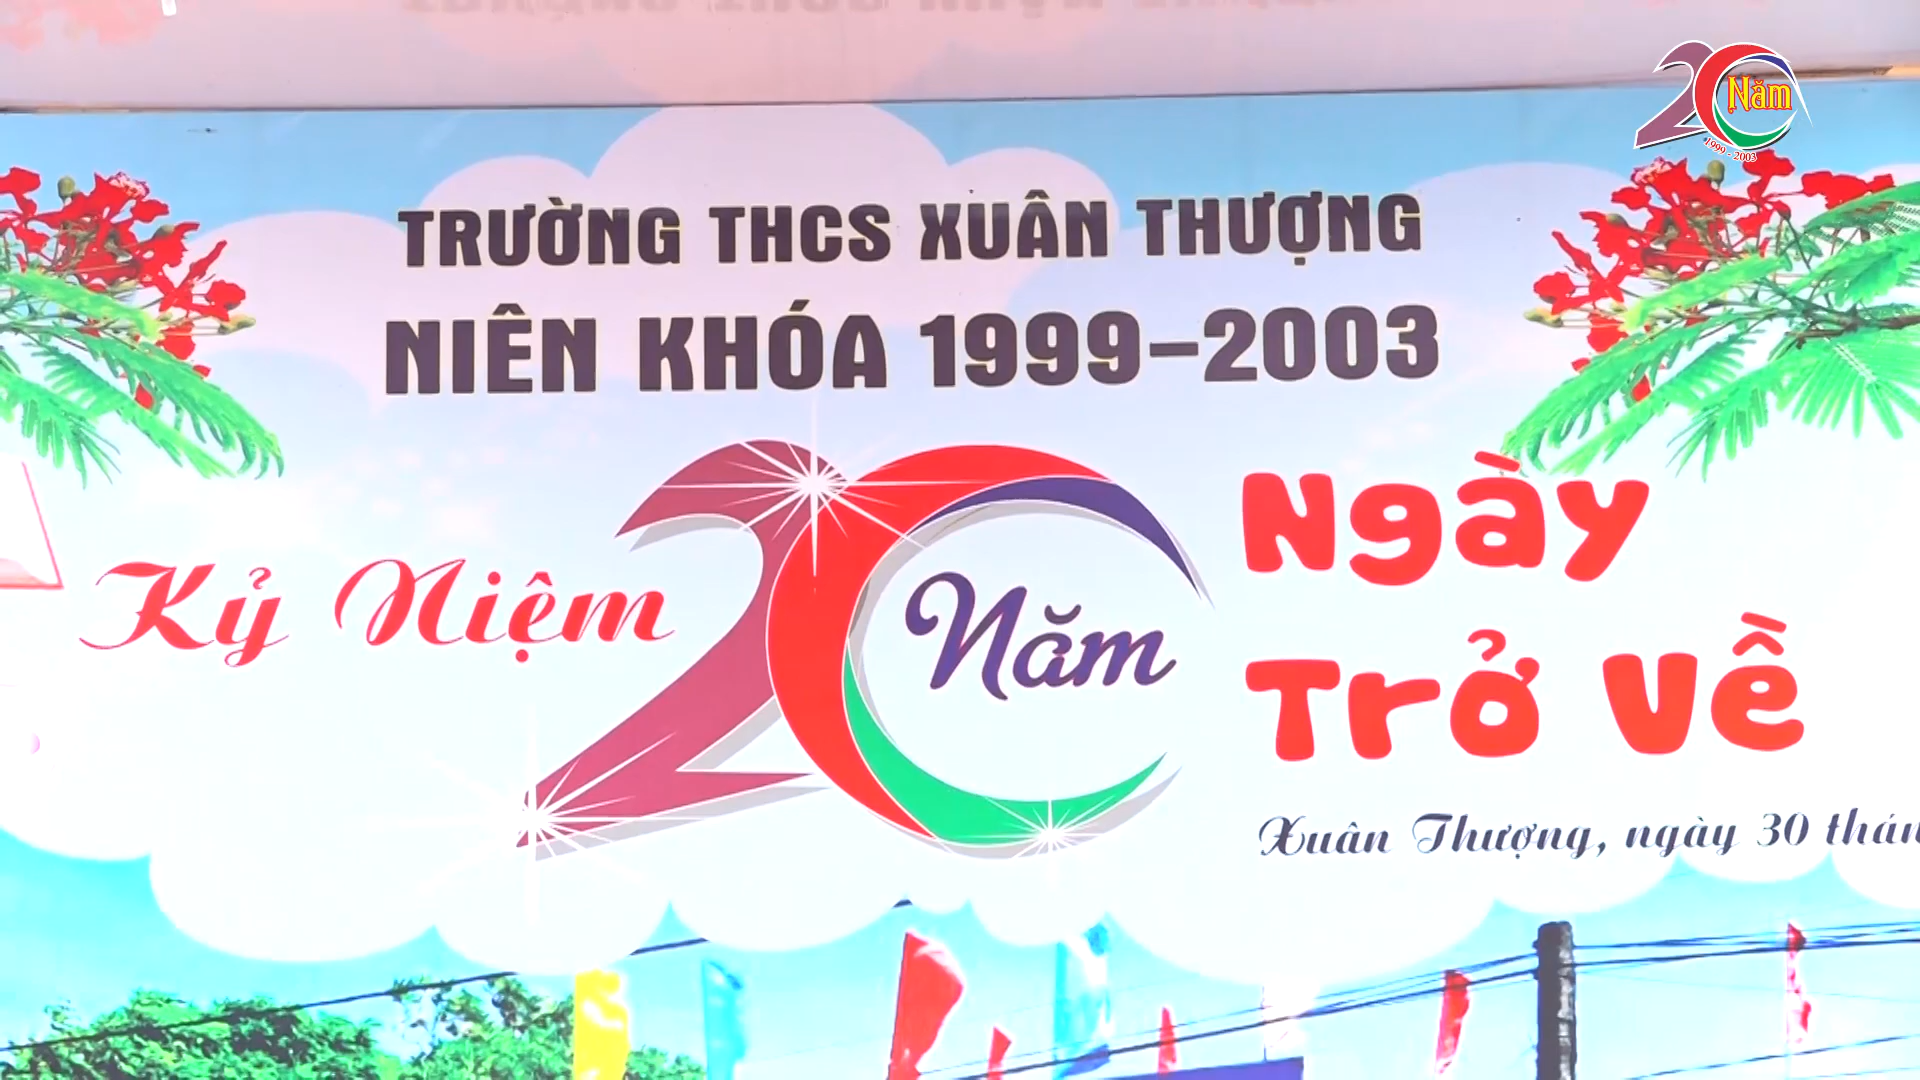 20 Năm
1999 - 2003
TRƯỜNG THCS XUÂN THƯỢNG
NIÊN KHÓA 1999-2003
Kỷ Niệm 20 Năm
Ngày
Trở Về
Xuân Thượng, ngày 30